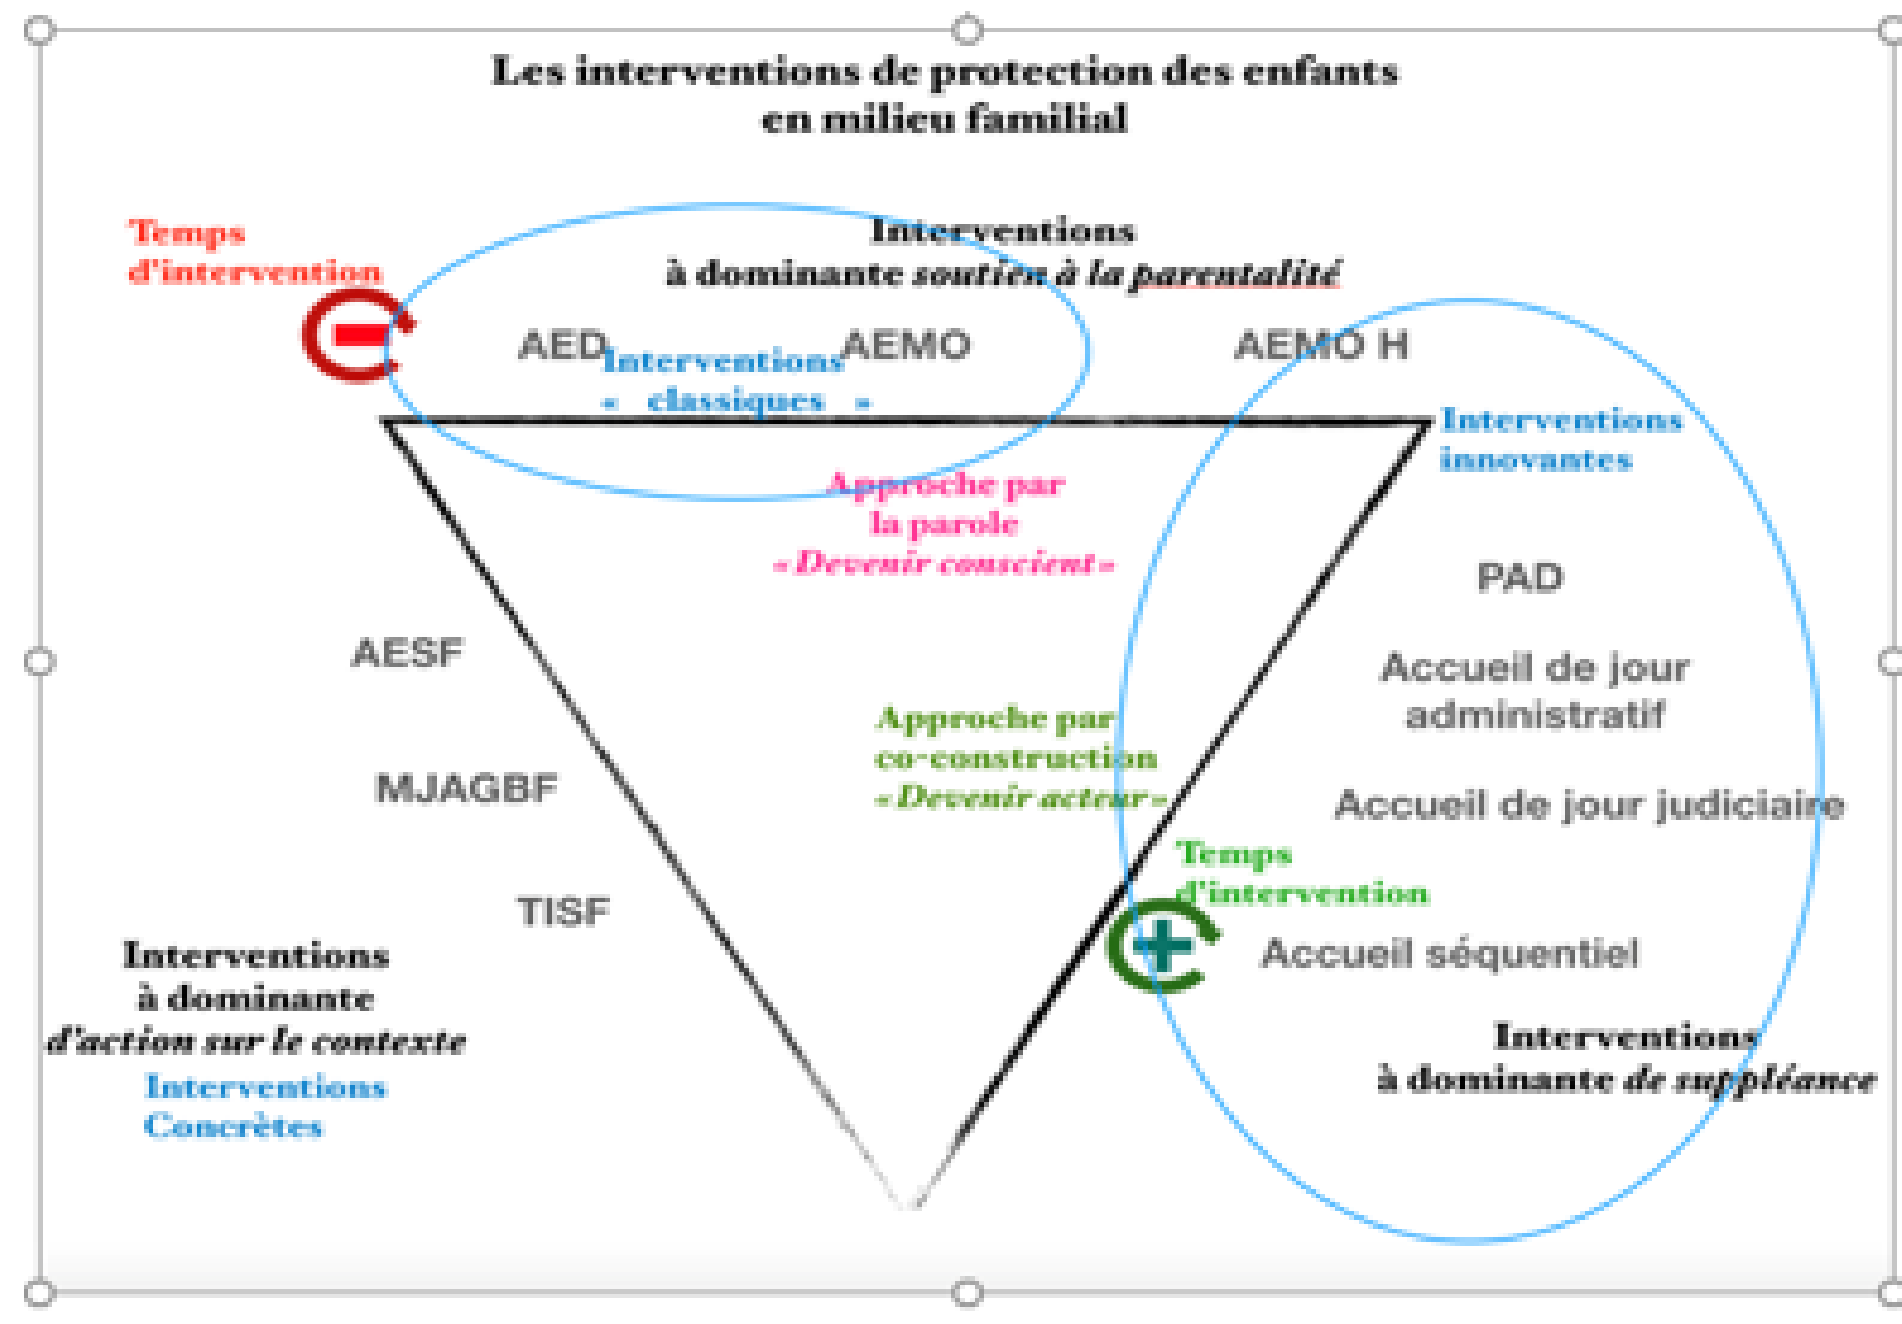 Les interventions de protection des enfants
en milieu familial
Temps
d'intervention
Interventions
à dominante soutien à la parentalité
AED
AEMO
AEMO H
Interventions
« classiques »
Interventions
innovantes
Approche par
la parole
«Devenir conscient»
PAD
AESF
Accueil de jour
administratif
Approche par
co-construction
«Devenir acteur»
MJAGBF
Accueil de jour judiciaire
Temps
d'intervention
TISF
Accueil séquentiel
Interventions
à dominante
d'action sur le contexte
Interventions
Concrètes
Interventions
à dominante de suppléance